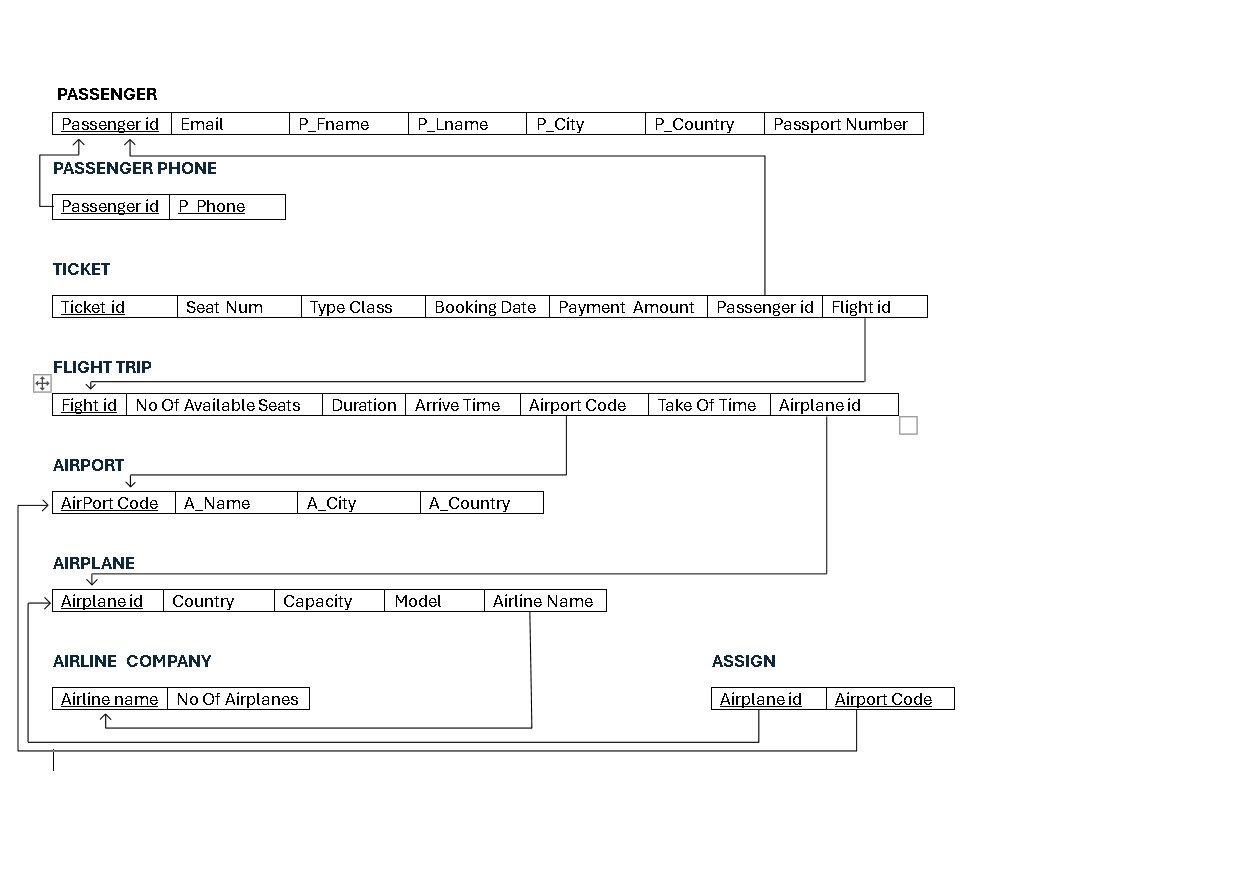 PASSENGER
Passenger id Email P_Fname P_Lname P_City P_Country Passport Number
PASSENGER PHONE
Passenger id P_Phone
TICKET
Ticket id Seat Num Type Class Booking Date Payment Amount Passenger id Flight id
FLIGHT TRIP
Fight id No Of Available Seats Duration Arrive Time Airport Code Take Of Time Airplane id
AIRPORT
AirPort Code A_Name A_City A_Country
AIRPLANE
Airplane id Country Capacity Model Airline Name
AIRLINE COMPANY ASSIGN
Airline name No Of Airplanes Airplane id Airport Code